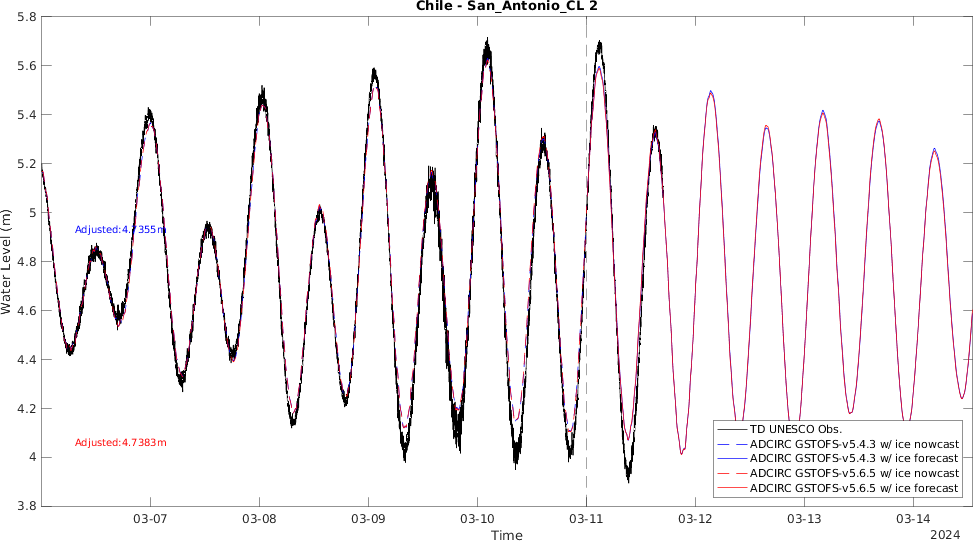 Chile - San_Antonio_CL 2
5.8
5.6
5.4
5.2
5
4.8
4.6
4.4
4.2
4
3.8
Water Level (m)
Adjusted:4.7355m
Adjusted:4.7383m
TD UNESCO Obs.
ADCIRC GSTOFS-v5.4.3 w/ ice nowcast
ADCIRC GSTOFS-v5.4.3 w/ ice forecast
ADCIRC GSTOFS-v5.6.5 w/ ice nowcast
ADCIRC GSTOFS-v5.6.5 w/ ice forecast
03-07 03-08 03-09 03-10 03-11 03-12 03-13 03-14
Time
2024